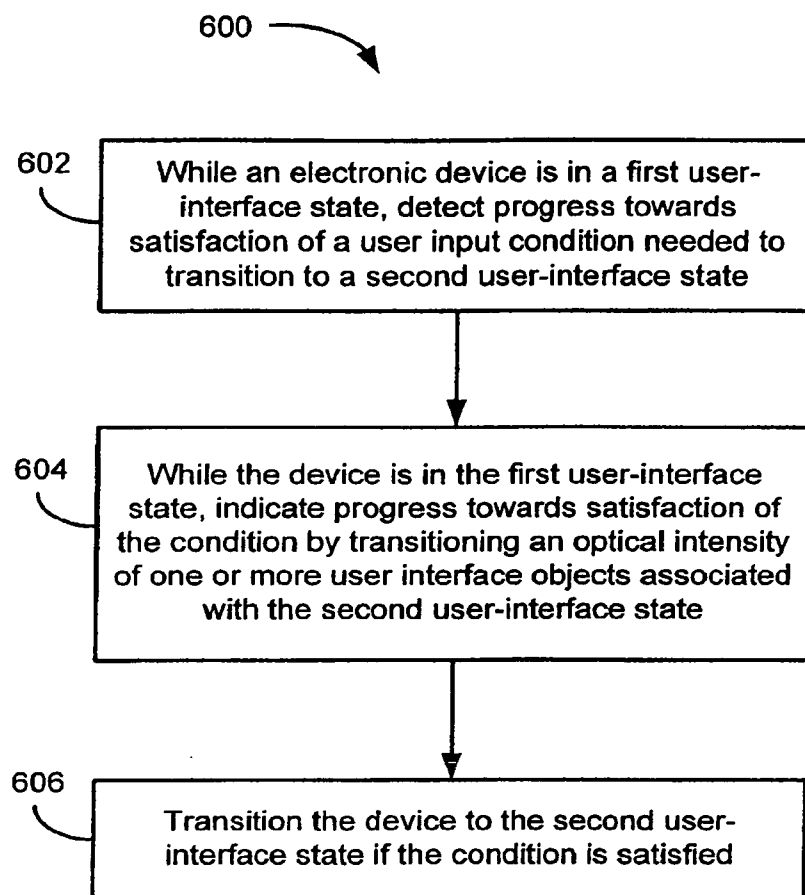 600
602
While an electronic device is in a first user-
interface state, detect progress towards
satisfaction of a user input condition needed to
transition to a second user-interface state
604
While the device is in the first user-interface
state, indicate progress towards satisfaction of
the condition by transitioning an optical intensity
of one or more user interface objects associated
with the second user-interface state
606
Transition the device to the second user-
interface state if the condition is satisfied